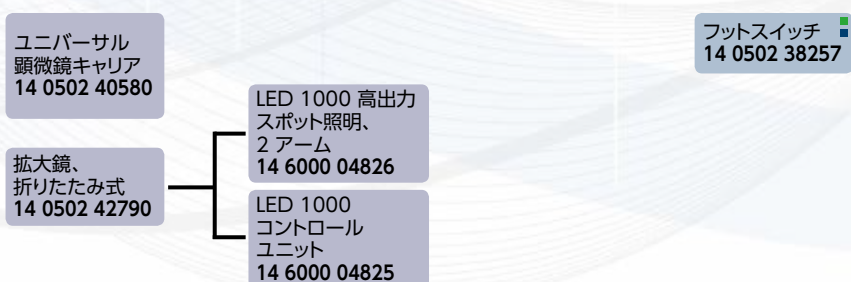 ユニバーサル
顕微鏡キャリア
14 0502 40580
拡大鏡、
折りたたみ式
14 0502 42790
LED 1000 高出力
スポット照明、
2 アーム
14 6000 04826
LED 1000
コントロール
ユニット
14 6000 04825
フットスイッチ
14 0502 38257